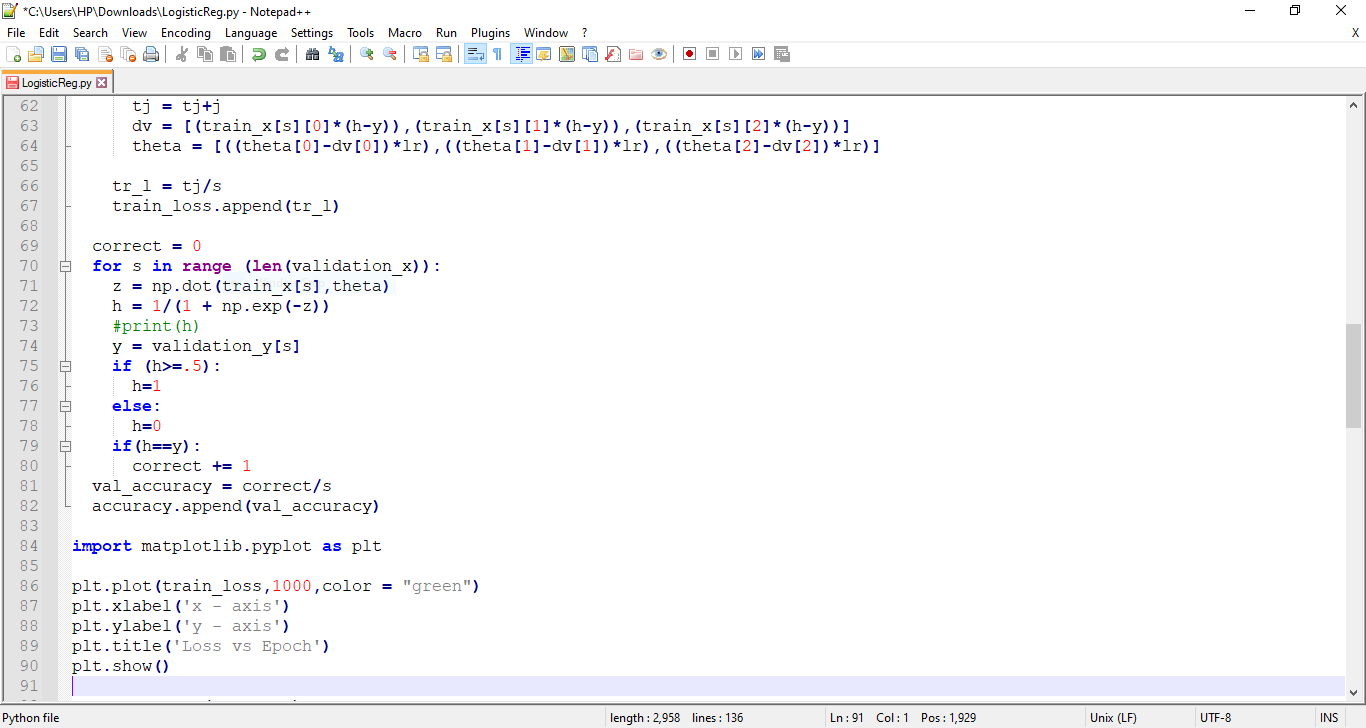 *C:\Users\HP\Downloads\LogisticReg.py - Notepad++
File Edit Search View Encoding Language Settings Tools Macro Run Plugins Window ? X
LogisticReg.py
62 tj = tj+j
63 dv = [(train_x[s][0]*(h-y)),(train_x[s][1]*(h-y)),(train_x[s][2]*(h-y))]
64 theta = [((theta[0]-dv[0])*lr),((theta[1]-dv[1])*lr),((theta[2]-dv[2])*lr)]
65
66 tr_l = tj/s
67 train_loss.append(tr_l)
68
69 correct = 0
70 for s in range (len(validation_x)):
71 z = np.dot(train_x[s],theta)
72 h = 1/(1 + np.exp(-z))
73 #print(h)
74 y = validation_y[s]
75 if (h>=.5):
76 h=1
77 else:
78 h=0
79 if(h==y):
80 correct += 1
81 val_accuracy = correct/s
82 accuracy.append(val_accuracy)
83
84 import matplotlib.pyplot as plt
85
86 plt.plot(train_loss,1000,color = "green")
87 plt.xlabel('x - axis')
88 plt.ylabel('y - axis')
89 plt.title('Loss vs Epoch')
90 plt.show()
91
Python file length : 2,958 lines : 136 Ln : 91 Col : 1 Pos : 1,929 Unix (LF) UTF-8 INS